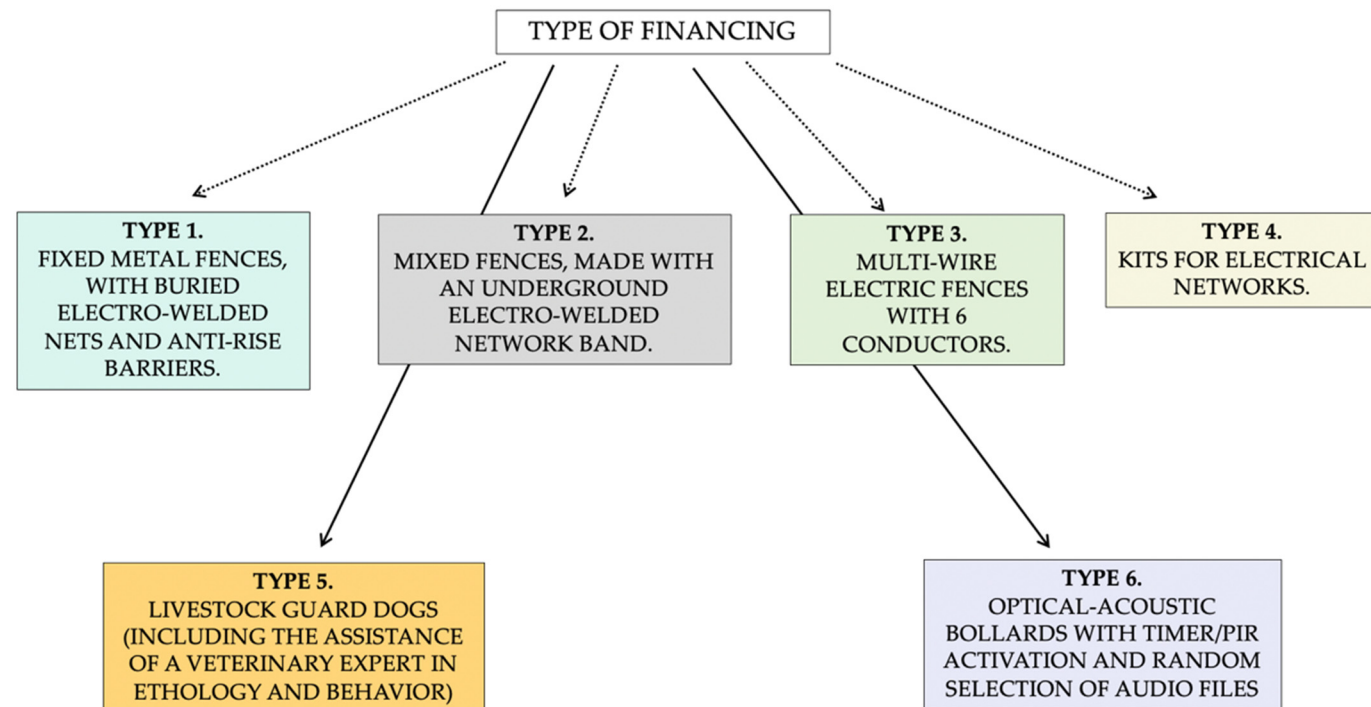 TYPE OF FINANCING
TYPE 1.
FIXED METAL FENCES,
WITH BURIED
ELECTRO-WELDED
NETS AND ANTI-RISE
BARRIERS.
TYPE 2.
MIXED FENCES, MADE WITH
AN UNDERGROUND
ELECTRO-WELDED
NETWORK BAND.
TYPE 3.
MULTI-WIRE
ELECTRIC FENCES
WITH 6
CONDUCTORS.
TYPE 4.
KITS FOR ELECTRICAL
NETWORKS.
TYPE 5.
LIVESTOCK GUARD DOGS
(INCLUDING THE ASSISTANCE
OF A VETERINARY EXPERT IN
ETHOLOGY AND BEHAVIOR)
TYPE 6.
OPTICAL-ACOUSTIC
BOLLARDS WITH TIMER/PIR
ACTIVATION AND RANDOM
SELECTION OF AUDIO FILES